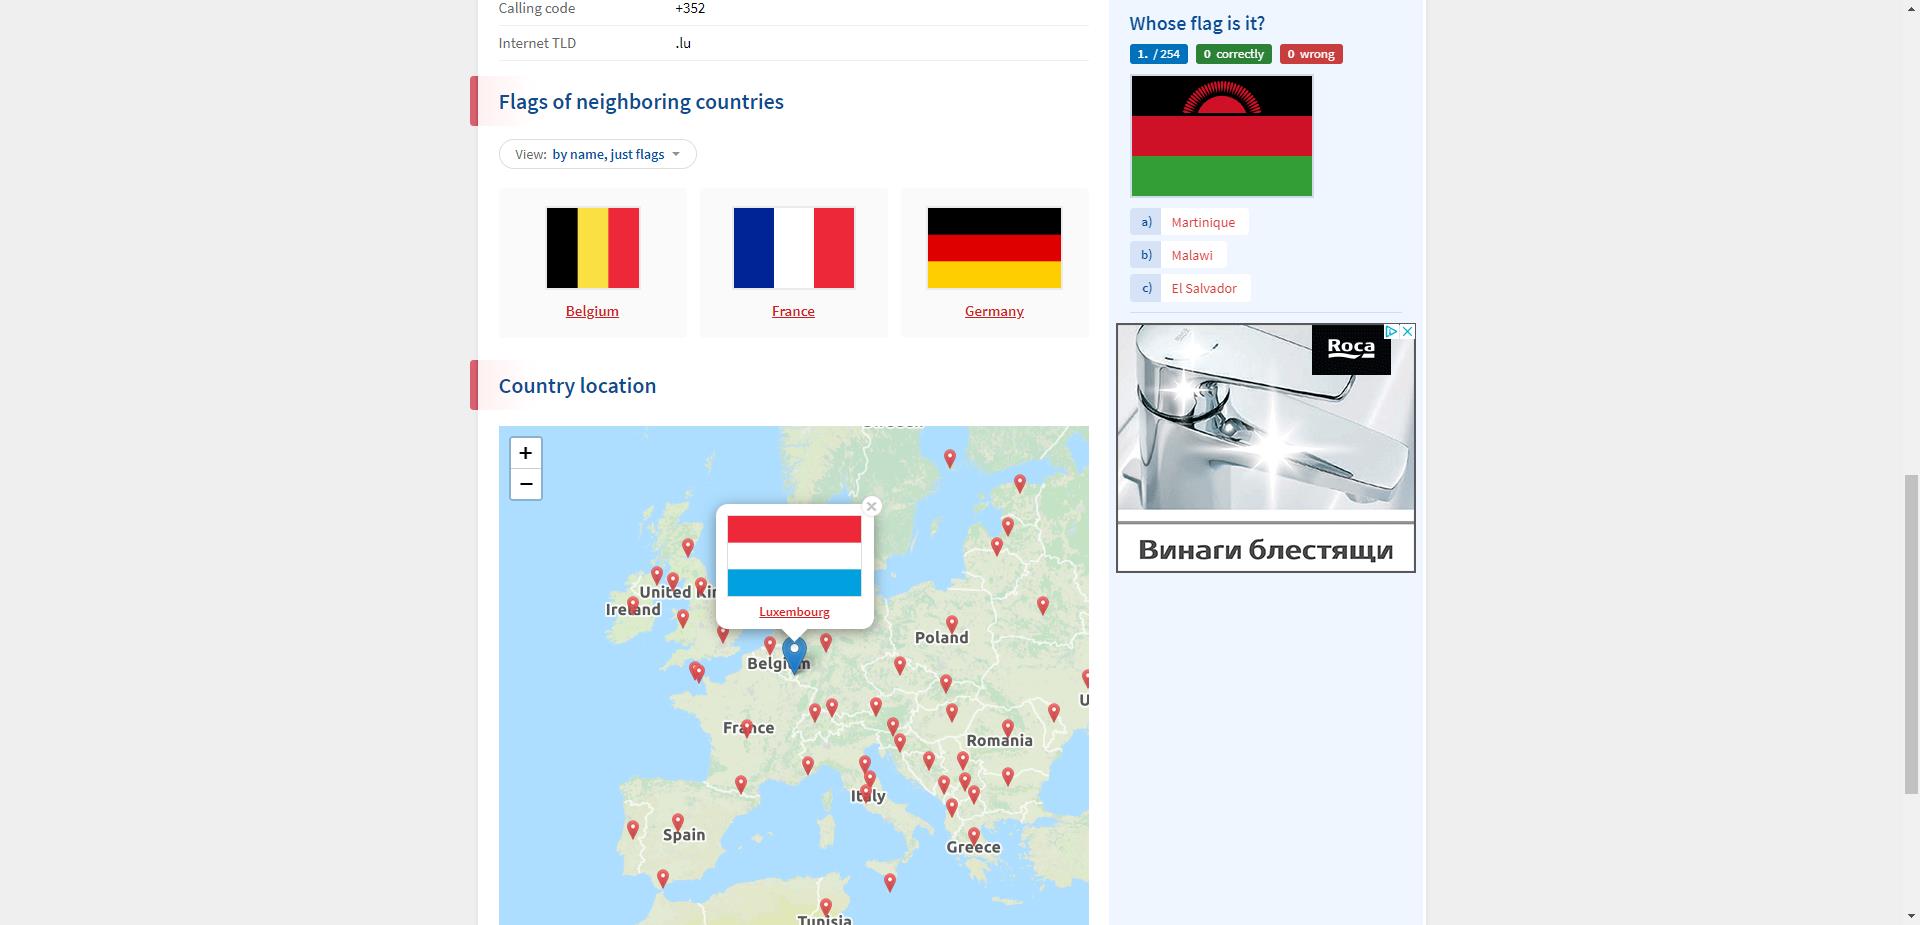 Calling code +352
Internet TLD .lu
Flags of neighboring countries
View: by name, just flags
Belgium France Germany
Country location
+
−
United Kin
Ireland
Luxembourg
Poland
Belgium
U
France
Romania
Italy
Spain
Greece
Tunisia
Whose flag is it?
1. / 254 0 correctly 0 wrong
a) Martinique
b) Malawi
c) El Salvador
Roca
Винаги блестящи